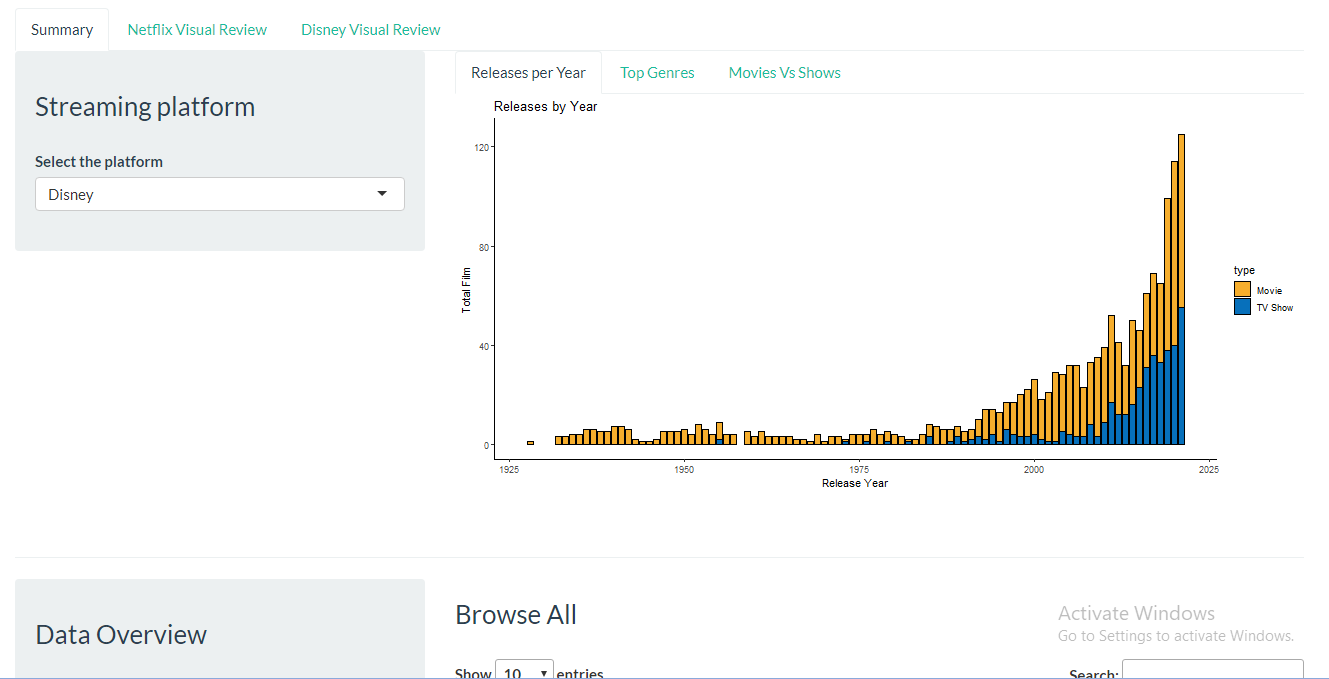 Summary Netflix Visual Review Disney Visual Review
Streaming platform
Select the platform
Disney
Releases per Year Top Genres Movies Vs Shows
Releases by Year
Total Film
120
80
40
0
1925 1950 1975 2000 2025
Release Year
type
Movie
TV Show
Data Overview
Browse All
Show 10 entries
Search:
Activate Windows
Go to Settings to activate Windows.